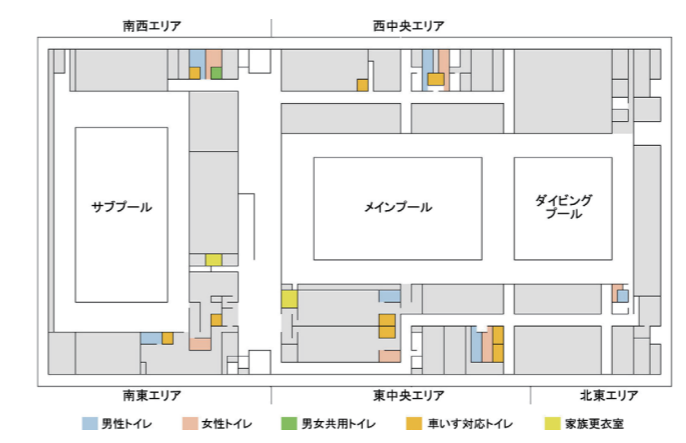 南西エリア
西中央エリア
サブプール
メインプール
ダイビング
プール
南東エリア
東中央エリア
北東エリア
男性トイレ
女性トイレ
男女共用トイレ
車いす対応トイレ
家族更衣室